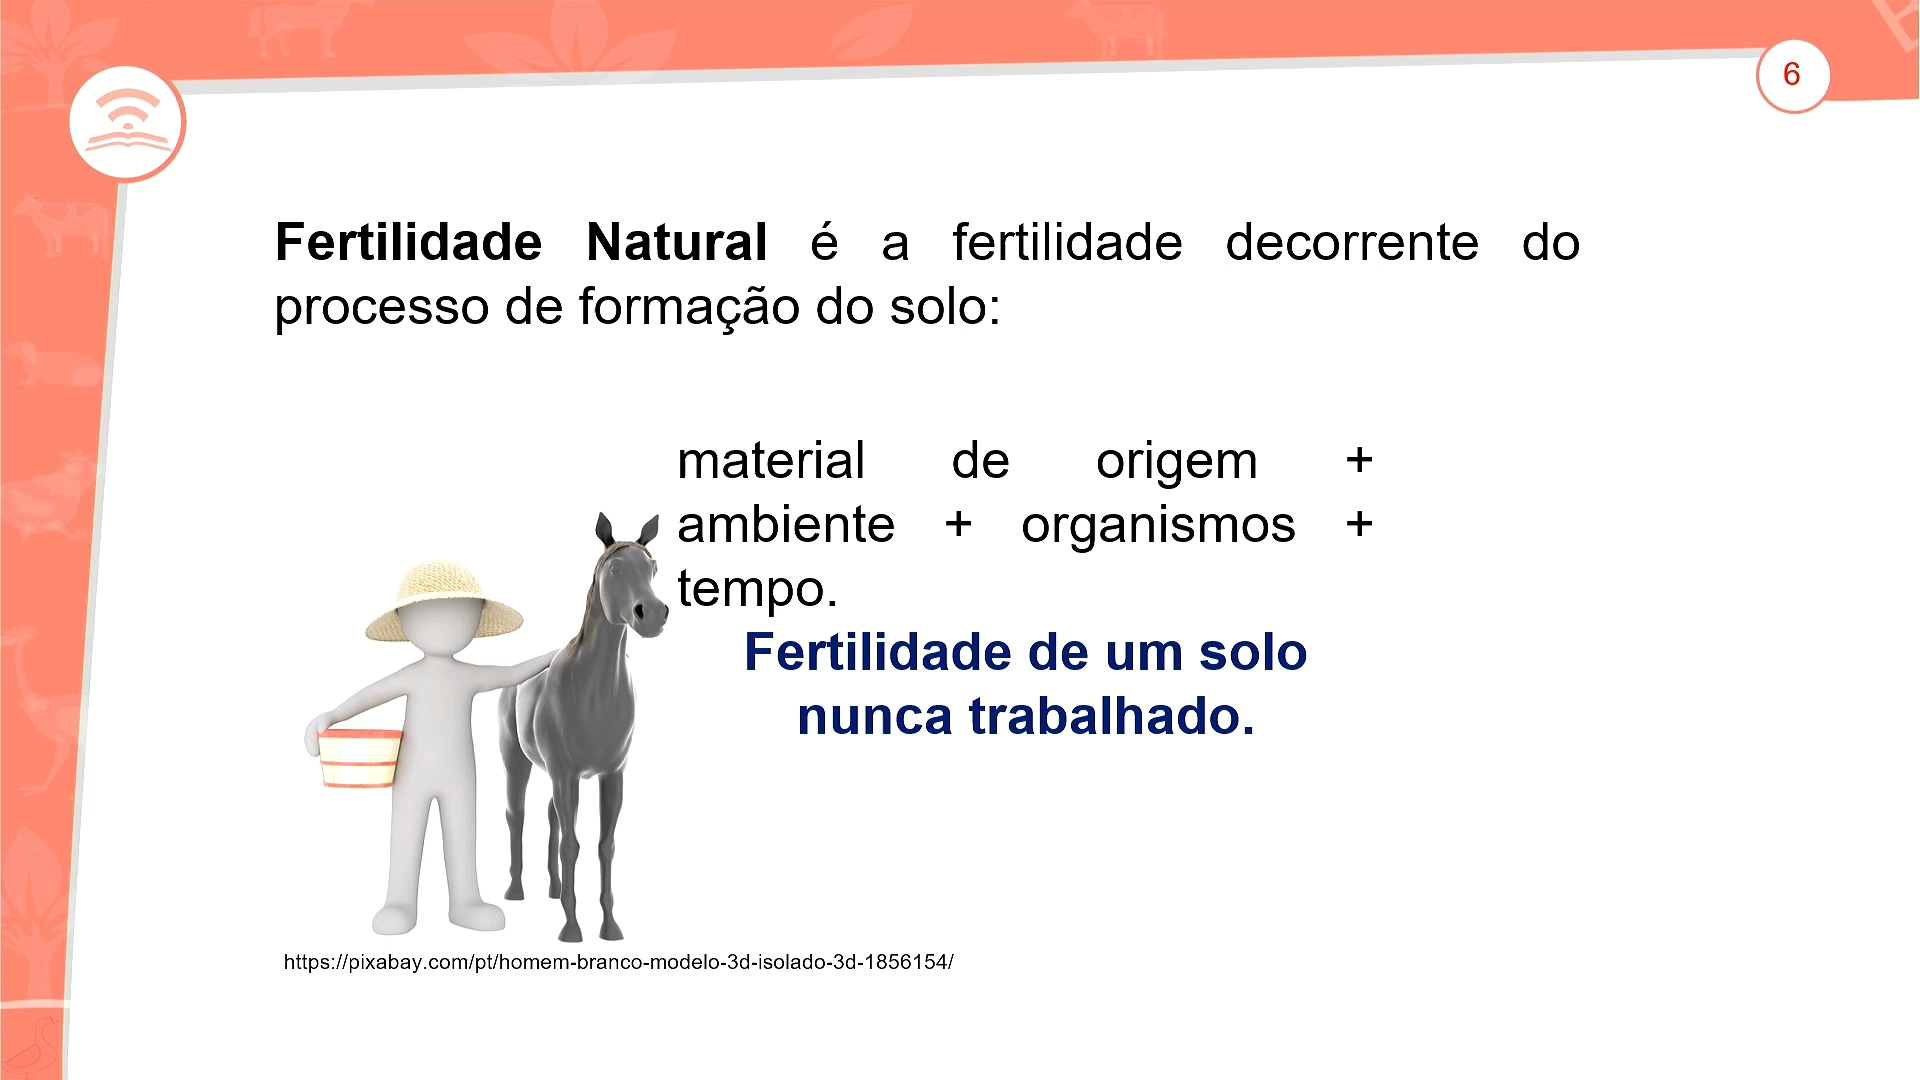 6
Fertilidade Natural é a fertilidade decorrente do
processo de formação do solo:
material de origem +
ambiente + organismos +
tempo.
Fertilidade de um solo
nunca trabalhado.
https://pixabay.com/pt/homem-branco-modelo-3d-isolado-3d-1856154/